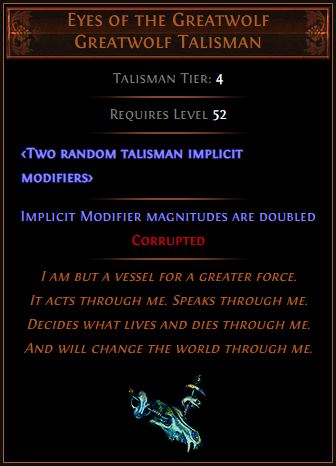 Eyes of the Greatwolf
Greatwolf Talisman
Talisman Tier: 4
Requires Level 52
<Two random talisman implicit
modifiers>
Implicit Modifier magnitudes are doubled
Corrupted
I am but a vessel for a greater force.
It acts through me. Speaks through me.
Decides what lives and dies through me.
And will change the world through me.